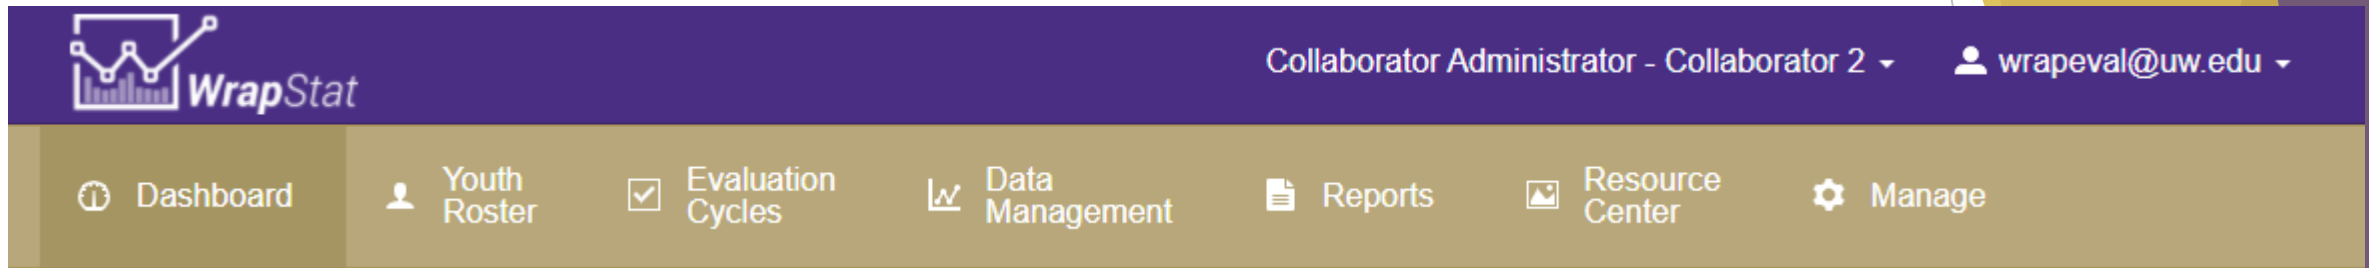 WrapStat
Collaborator Administrator - Collaborator 2
wrapeval@uw.edu
Dashboard
Youth
Roster
Evaluation
Cycles
Data
Management
Reports
Resource
Center
Manage